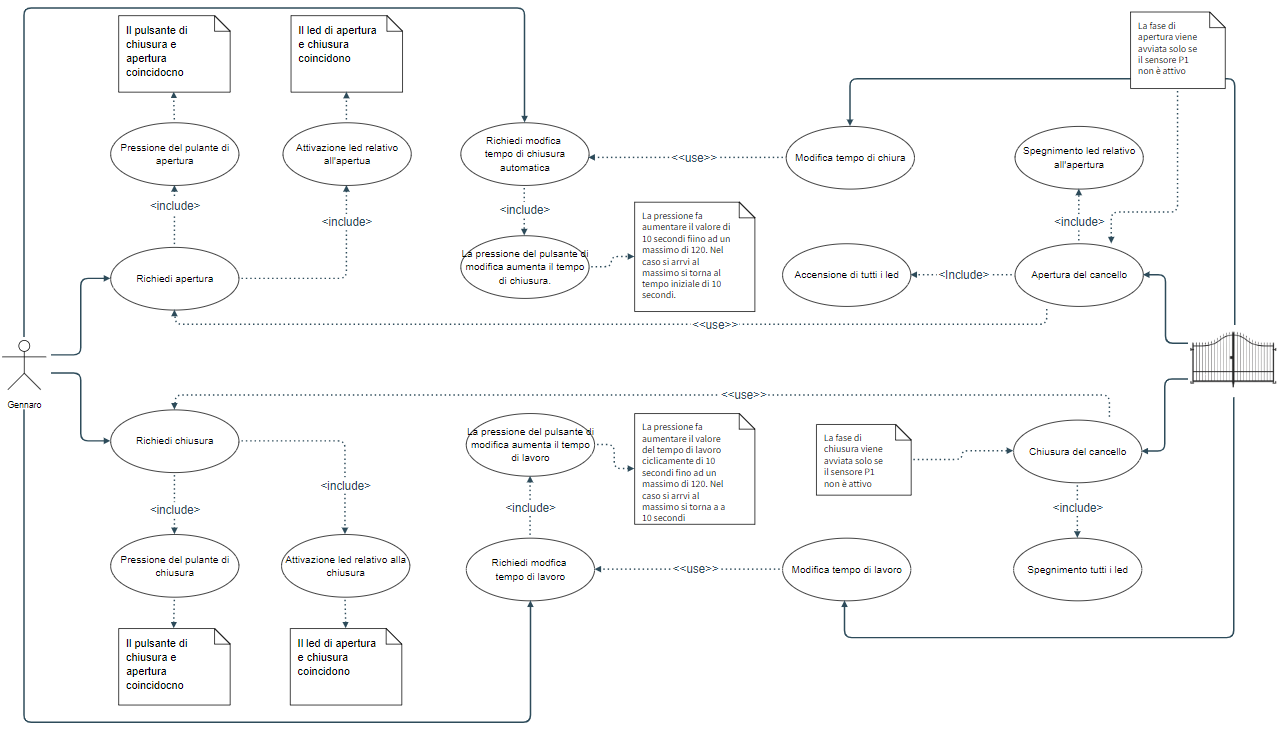 Il pulsante di
chiusura e
apertura
coincidocno
Il led di apertura
e chiusura
coincidono
La fase di
apertura viene
avviata solo se
il sensore P1
non è attivo
Pressione del pulante di
apertura
Attivazione led relativo
all'apertua
Richiedi modfica
tempo di chiusura
automatica
<<use>>
Modifica tempo di chiura
Spegnimento led relativo
all'apertura
<include>
<include>
<include>
<include>
La pressione fa
aumentare il valore di
10 secondi fiino ad un
massimo di 120. Nel
caso si arrvi al
massimo si torna al
tempo iniziale di 10
secondi.
Richiedi apertura
La pressione del pulsante di
modifica aumenta il tempo
di chiusura.
Accensione di tutti i led
<Include>
Apertura del cancello
<<use>>
Gennaro
<<use>>
Richiedi chiusura
La pressione del pulsante di
modifica aumenta il tempo
di lavoro
La pressione fa
aumentare il valore
del tempo di lavoro
ciclicamente di 10
secondi fino ad un
massimo di 120. Nel
caso si arrvi al
massimo si torna a a
10 secondi
La fase di
chiusura viene
avviata solo se
il sensore P1
non è attivo
Chiusura del cancello
<include>
<include>
<include>
<include>
Pressione del pulante di
chiusura
Attivazione led relativo alla
chiusura
Richiedi modfica
tempo di lavoro
<<use>>
Modifica tempo di lavoro
Spegnimento tutti i led
Il pulsante di
chiusura e
apertura
coincidocno
Il led di apertura
e chiusura
coincidono